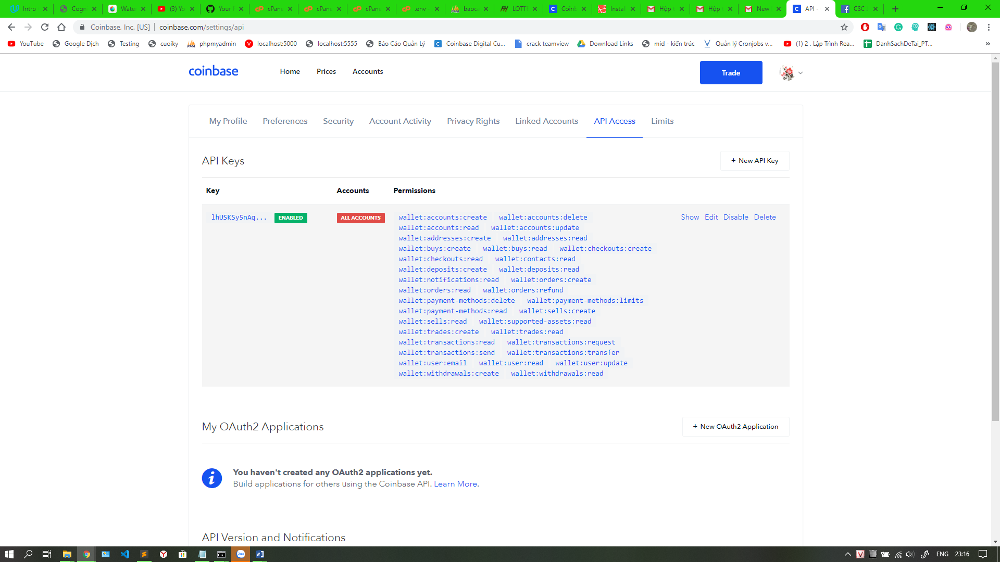 Intro
Cogn
Wate
(3) Yo
Your
cPane
cPane
cPane
.env
baoca
LOTT
Coinb
Instal
Hộp t
Hộp t
New
API -
CSC
Coinbase, Inc. [US] | coinbase.com/settings/api
YouTube Google Dịch Testing cuoiky phpmyadmin localhost:5000 localhost:5555 Báo Cáo Quản Lý Coinbase Digital Cu... crack teamview Download Links mid - kiến trúc Quản lý Cronjobs v... (1) 2 . Lập Trình Rea... DanhSachDeTai_PT... »
coinbase Home Prices Accounts Trade
My Profile Preferences Security Account Activity Privacy Rights Linked Accounts API Access Limits
API Keys + New API Key
Key Accounts Permissions
lhUSKSy5nAq... ENABLED ALL ACCOUNTS wallet:accounts:create wallet:accounts:delete Show Edit Disable Delete
wallet:accounts:read wallet:accounts:update
wallet:addresses:create wallet:addresses:read
wallet:buys:create wallet:buys:read wallet:checkouts:create
wallet:checkouts:read wallet:contacts:read
wallet:deposits:create wallet:deposits:read
wallet:notifications:read wallet:orders:create
wallet:orders:read wallet:orders:refund
wallet:payment-methods:delete wallet:payment-methods:limits
wallet:payment-methods:read wallet:sells:create
wallet:sells:read wallet:supported-assets:read
wallet:trades:create wallet:trades:read
wallet:transactions:read wallet:transactions:request
wallet:transactions:send wallet:transactions:transfer
wallet:user:email wallet:user:read wallet:user:update
wallet:withdrawals:create wallet:withdrawals:read
My OAuth2 Applications + New OAuth2 Application
You haven't created any OAuth2 applications yet.
Build applications for others using the Coinbase API. Learn More.
API Version and Notifications
ENG 23:16